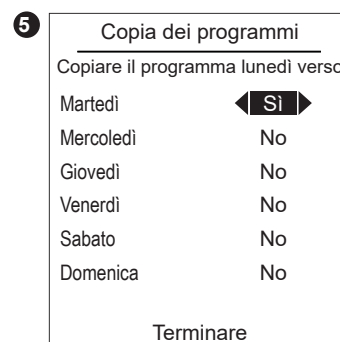 5
Copia dei programmi
Copiare il programma lunedì verso
Martedì Sì
Mercoledì No
Giovedì No
Venerdì No
Sabato No
Domenica No
Terminare